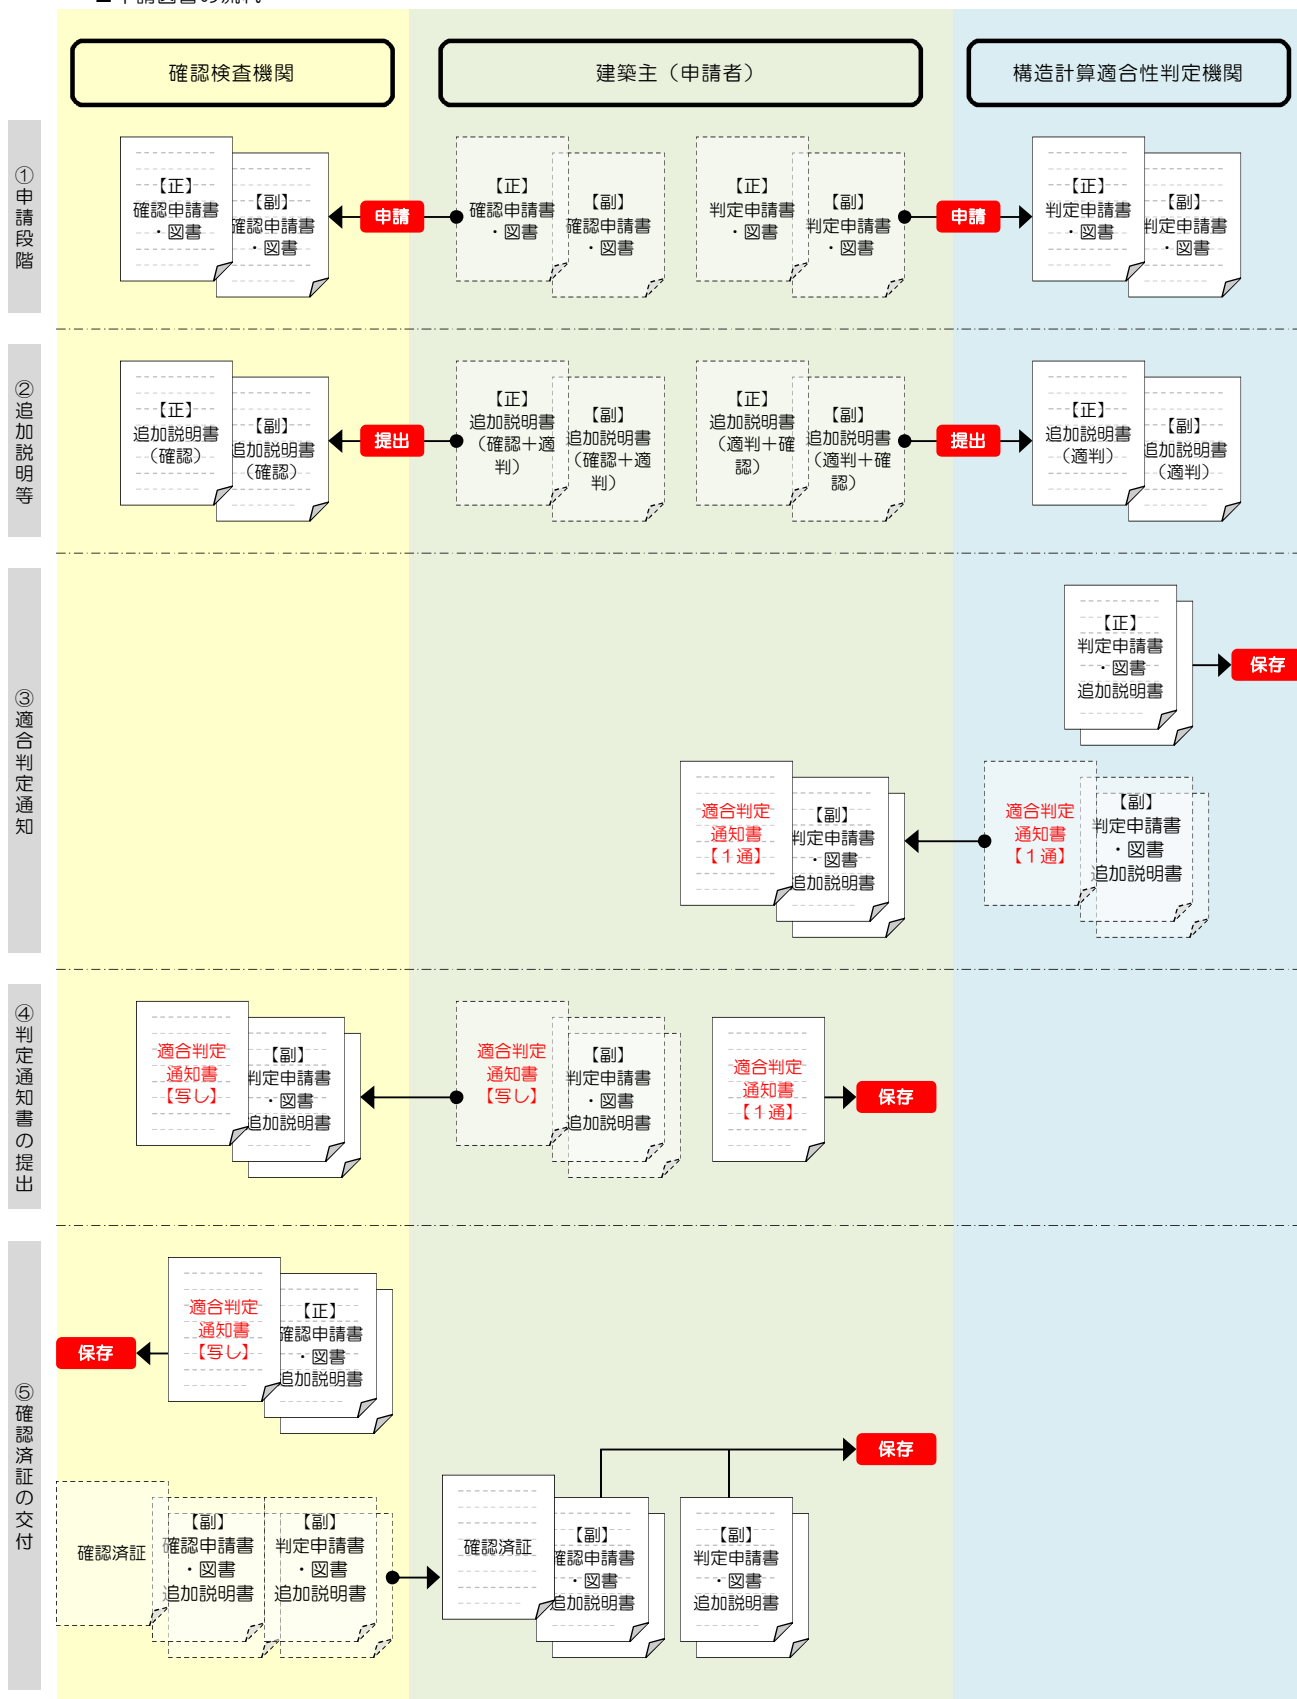 ■申請図書の流れ
確認検査機関
建築主（申請者）
構造計算適合性判定機関
①申請段階
【正】
確認申請書
・図書
【副】
確認申請書
・図書
申請
【正】
確認申請書
・図書
【副】
確認申請書
・図書
【正】
判定申請書
・図書
【副】
判定申請書
・図書
申請
【正】
判定申請書
・図書
【副】
判定申請書
・図書
②追加説明等
【正】
追加説明書
（確認）
【副】
追加説明書
（確認）
提出
【正】
追加説明書
（確認＋適
判）
【副】
追加説明書
（確認＋適
判）
【正】
追加説明書
（適判＋確
認）
【副】
追加説明書
（適判＋確
認）
提出
【正】
追加説明書
（適判）
【副】
追加説明書
（適判）
③適合判定通知
【正】
判定申請書
・図書
追加説明書
保存
適合判定
通知書
【１通】
【副】
判定申請書
・図書
追加説明書
適合判定
通知書
【１通】
【副】
判定申請書
・図書
追加説明書
④判定通知書の提出
適合判定
通知書
【写し】
【副】
判定申請書
・図書
追加説明書
適合判定
通知書
【写し】
【副】
判定申請書
・図書
追加説明書
適合判定
通知書
【１通】
保存
⑤確認済証の交付
保存
適合判定
通知書
【写し】
【正】
確認申請書
・図書
追加説明書
保存
確認済証
【副】
確認申請書
・図書
追加説明書
【副】
判定申請書
・図書
追加説明書
確認済証
【副】
確認申請書
・図書
追加説明書
【副】
判定申請書
・図書
追加説明書